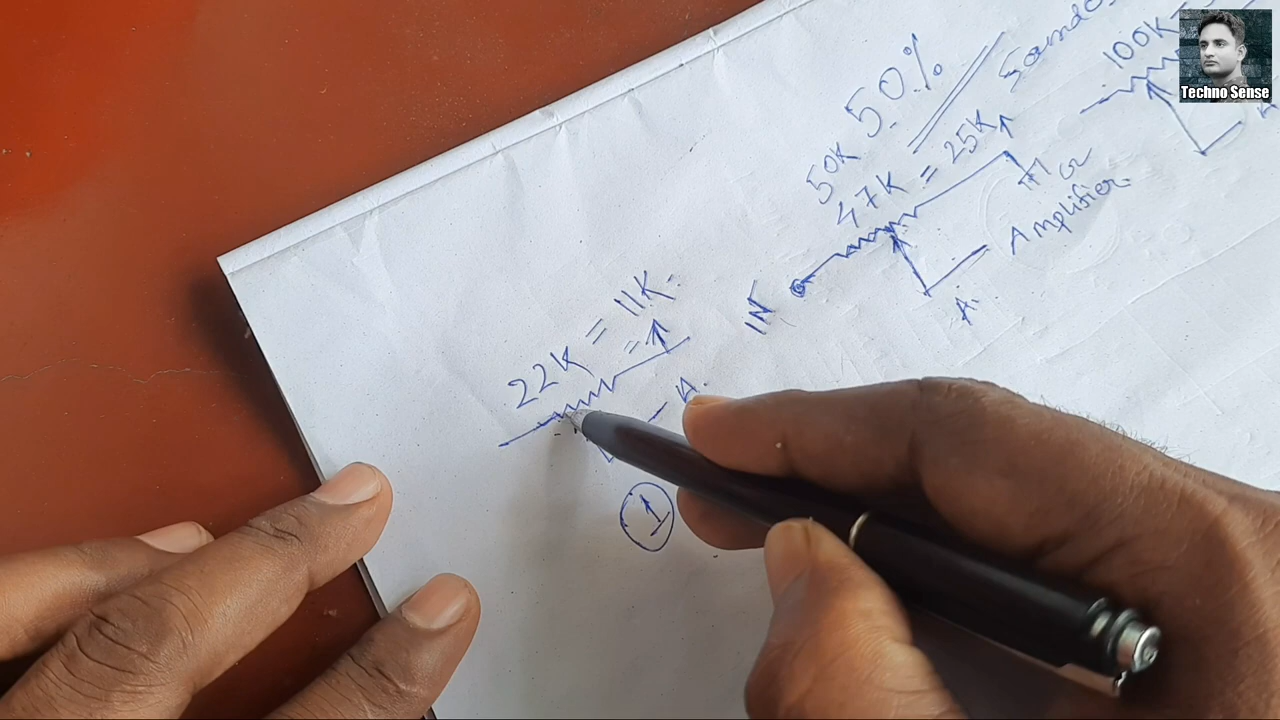 100K
Techno Sense
50%
50K
47K = 25K
IN
Amplifier.
A.
22K = 11K.
=
A.
1